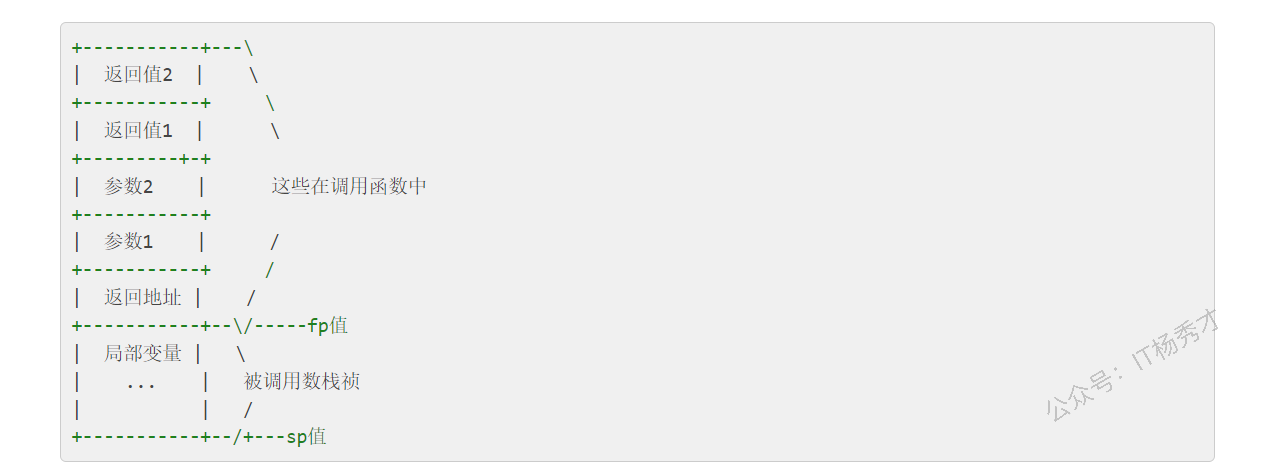 +-----------+---\
|  返回值2  |    \
+-----------+     \
|  返回值1  |      \
+---------+-+
|  参数2    |      这些在调用函数中
+-----------+
|  参数1    |      /
+-----------+     /
|  返回地址 |    /
+-----------+--\/-----fp值
|  局部变量 |   \
|    ...    |   被调用数栈祯
|           |   /
+-----------+--/+---sp值
公众号：IT杨秀才